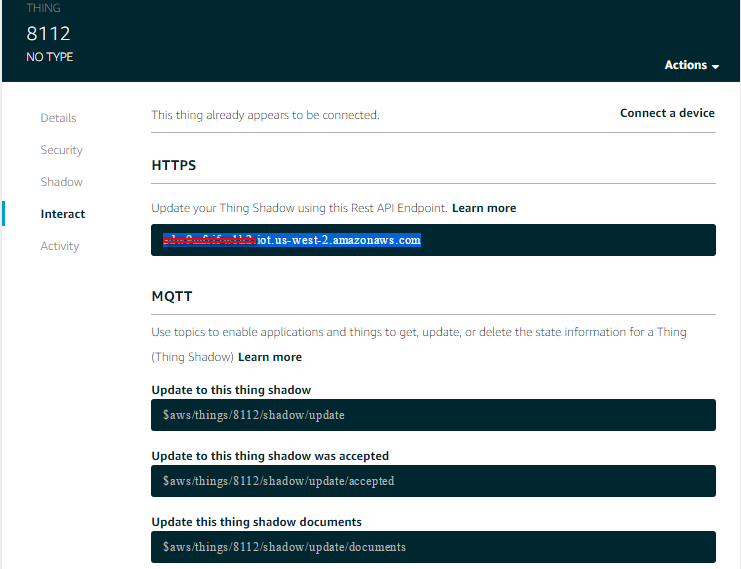 THING
8112
NO TYPE
Actions
Details
Security
Shadow
Interact
Activity
This thing already appears to be connected.
Connect a device
HTTPS
Update your Thing Shadow using this Rest API Endpoint. Learn more
iot.us-west-2.amazonaws.com
MQTT
Use topics to enable applications and things to get, update, or delete the state information for a Thing
(Thing Shadow) Learn more
Update to this thing shadow
$aws/things/8112/shadow/update
Update to this thing shadow was accepted
$aws/things/8112/shadow/update/accepted
Update this thing shadow documents
$aws/things/8112/shadow/update/documents